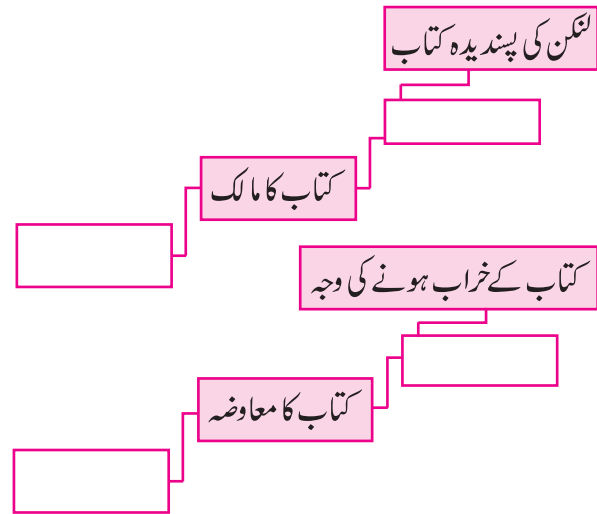 لنکن کی پسندیدہ کتاب
کتاب کا مالک
کتاب کے خراب ہونے کی وجہ
کتاب کا معاوضہ